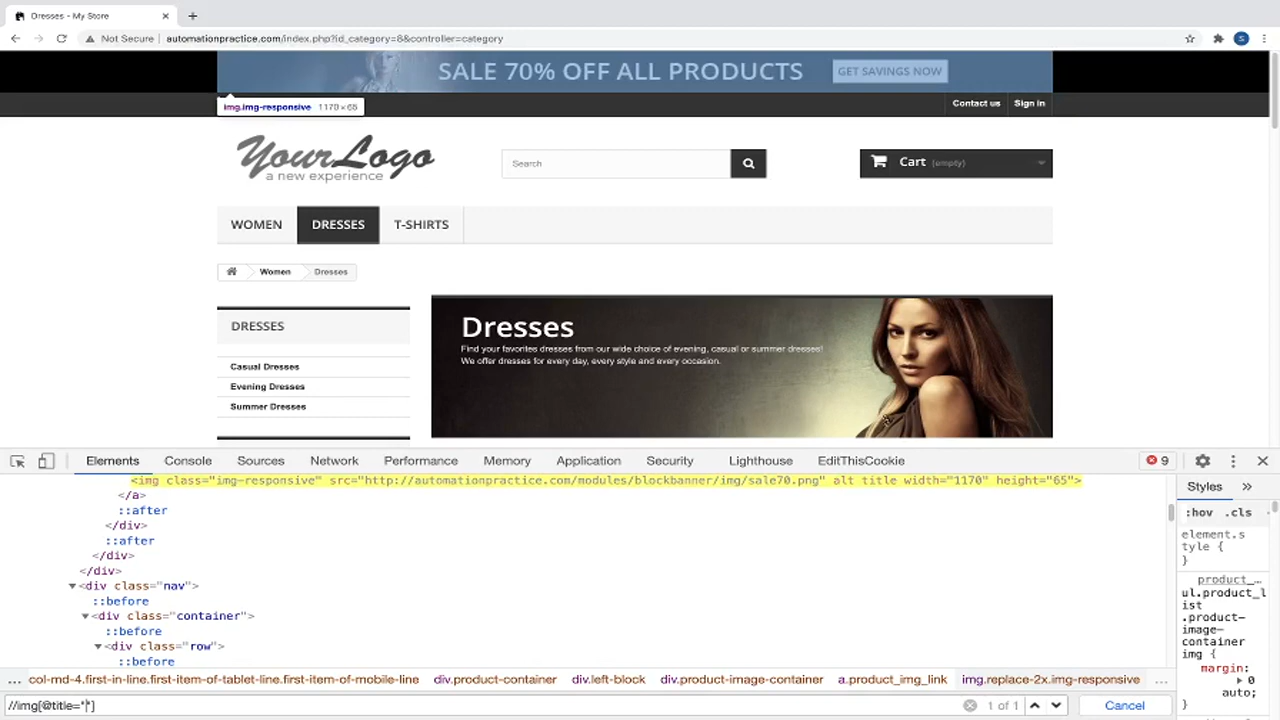 Dresses - My Store
Not Secure | automationpractice.com/index.php?id_category=8&controller=category
S
SALE 70% OFF ALL PRODUCTS
GET SAVINGS NOW
img.img-responsive 1170 × 65
Contact us
Sign in
YourLogo
a new experience
Search
Cart (empty)
WOMEN
DRESSES
T-SHIRTS
Women
Dresses
DRESSES
Casual Dresses
Evening Dresses
Summer Dresses
Dresses
Find your favorites dresses from our wide choice of evening, casual or summer dresses!
We offer dresses for every day, every style and every occasion.
Elements Console Sources Network Performance Memory Application Security Lighthouse EditThisCookie 9
<img class="img-responsive" src="http://automationpractice.com/modules/blockbanner/img/sale70.png" alt title width="1170" height="65">
</a>
::after
</div>
::after
</div>
</div>
<div class="nav">
::before
<div class="container">
::before
<div class="row">
::before
Styles »
:hov .cls
element.s
tyle {
}
product_…
ul.product_l
ist
.product-
image-
container
img {
margin:
0
auto;
}
... col-md-4.first-in-line.first-item-of-tablet-line.first-item-of-mobile-line div.product-container div.left-block div.product-image-container a.product_img_link img.replace-2x.img-responsive ...
//img[@title=""]
1 of 1
Cancel